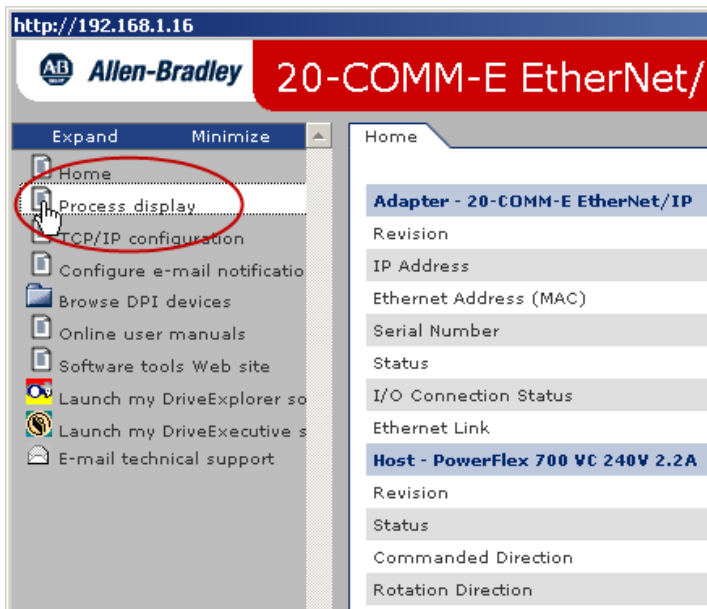 http://192.168.1.16
AB Allen-Bradley
20-COMM-E EtherNet/
Expand Minimize
Home
Process display
TCP/IP configuration
Configure e-mail notificatio
Browse DPI devices
Online user manuals
Software tools Web site
Launch my DriveExplorer so
Launch my DriveExecutive s
E-mail technical support
Home
Adapter - 20-COMM-E EtherNet/IP
Revision
IP Address
Ethernet Address (MAC)
Serial Number
Status
I/O Connection Status
Ethernet Link
Host - PowerFlex 700 VC 240V 2.2A
Revision
Status
Commanded Direction
Rotation Direction